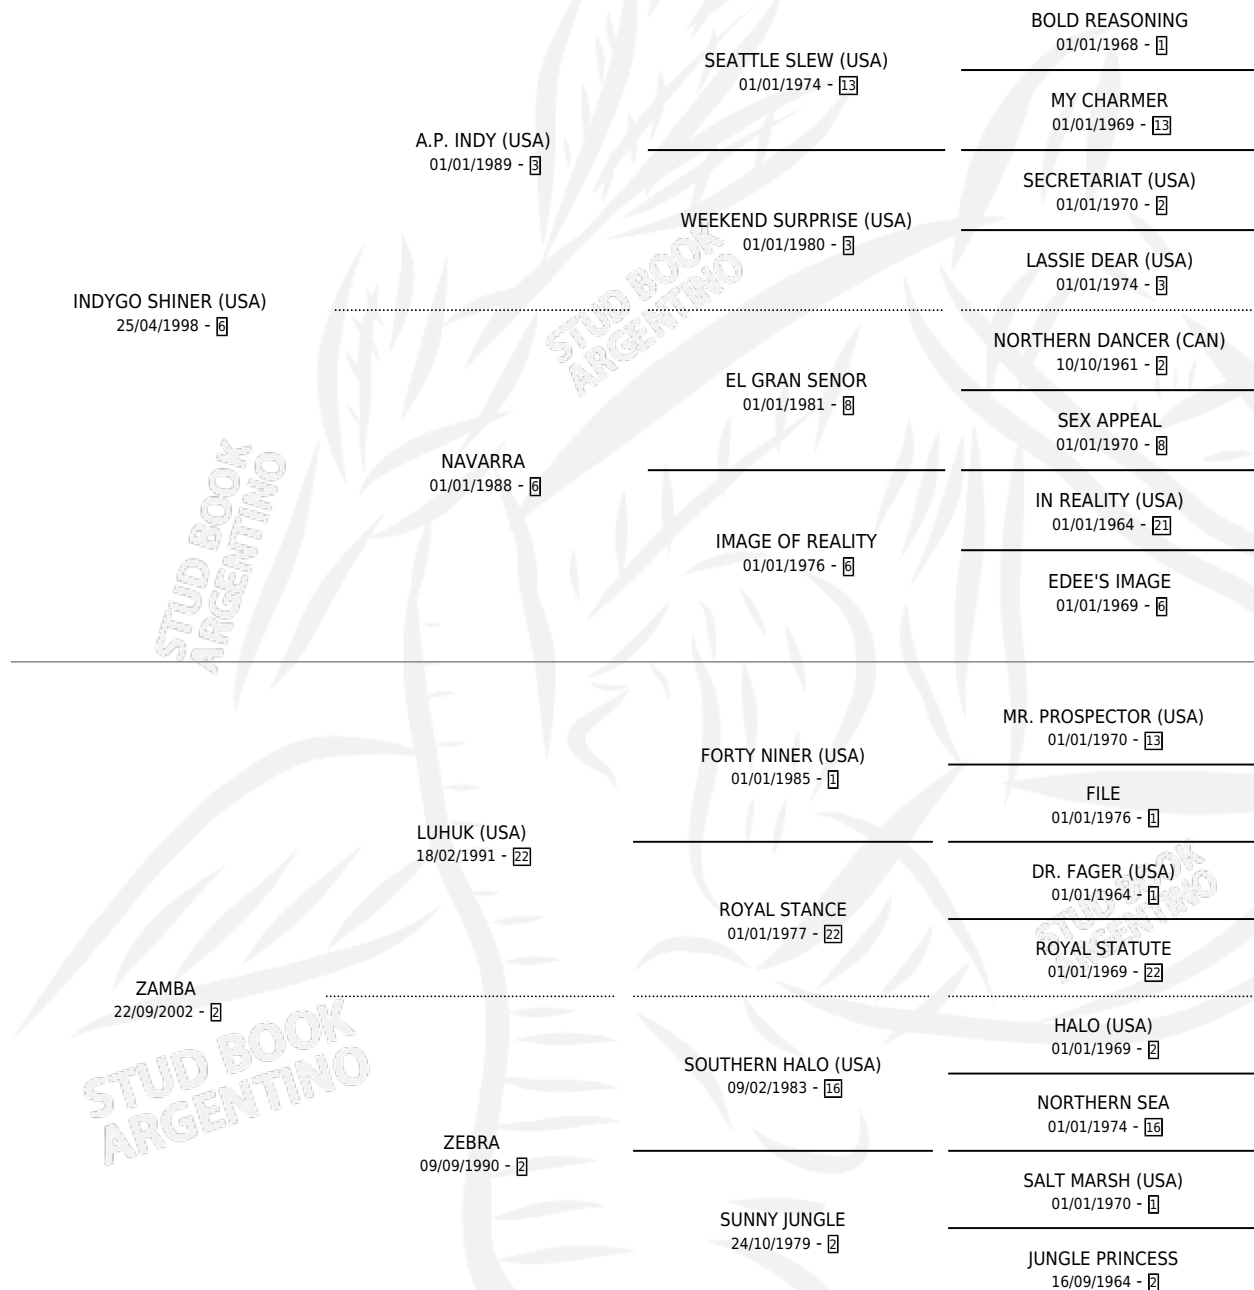 BOLD REASONING
01/01/1968 - 1
SEATTLE SLEW (USA)
01/01/1974 - 13
MY CHARMER
01/01/1969 - 13
A.P. INDY (USA)
01/01/1989 - 3
SECRETARIAT (USA)
01/01/1970 - 2
WEEKEND SURPRISE (USA)
01/01/1980 - 3
LASSIE DEAR (USA)
01/01/1974 - 3
INDYGO SHINER (USA)
25/04/1998 - 6
NORTHERN DANCER (CAN)
10/10/1961 - 2
EL GRAN SENOR
01/01/1981 - 8
SEX APPEAL
01/01/1970 - 8
NAVARRA
01/01/1988 - 6
IN REALITY (USA)
01/01/1964 - 21
IMAGE OF REALITY
01/01/1976 - 6
EDEE'S IMAGE
01/01/1969 - 6
MR. PROSPECTOR (USA)
01/01/1970 - 13
FORTY NINER (USA)
01/01/1985 - 1
FILE
01/01/1976 - 1
LUHUK (USA)
18/02/1991 - 22
DR. FAGER (USA)
01/01/1964 - 1
ROYAL STANCE
01/01/1977 - 22
ROYAL STATUTE
01/01/1969 - 22
ZAMBA
22/09/2002 - 2
HALO (USA)
01/01/1969 - 2
SOUTHERN HALO (USA)
09/02/1983 - 16
NORTHERN SEA
01/01/1974 - 16
ZEBRA
09/09/1990 - 2
SALT MARSH (USA)
01/01/1970 - 1
SUNNY JUNGLE
24/10/1979 - 2
JUNGLE PRINCESS
16/09/1964 - 2
STUD BOOK
ARGENTINO
STUD BOOK
ARGENTINO
STUD BOOK
ARGENTINO
STUD BOOK
ARGENTINO